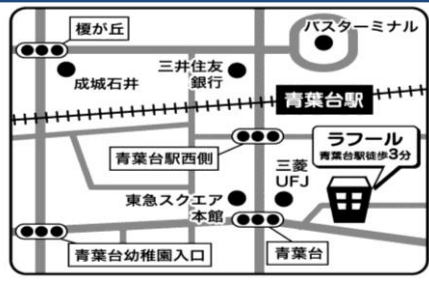 榎が丘
バスターミナル
成城石井
三井住友
銀行
青葉台駅
ラフール
青葉台駅徒歩3分
青葉台駅西側
三菱
UFJ
東急スクエア
本館
青葉台幼稚園入口
青葉台